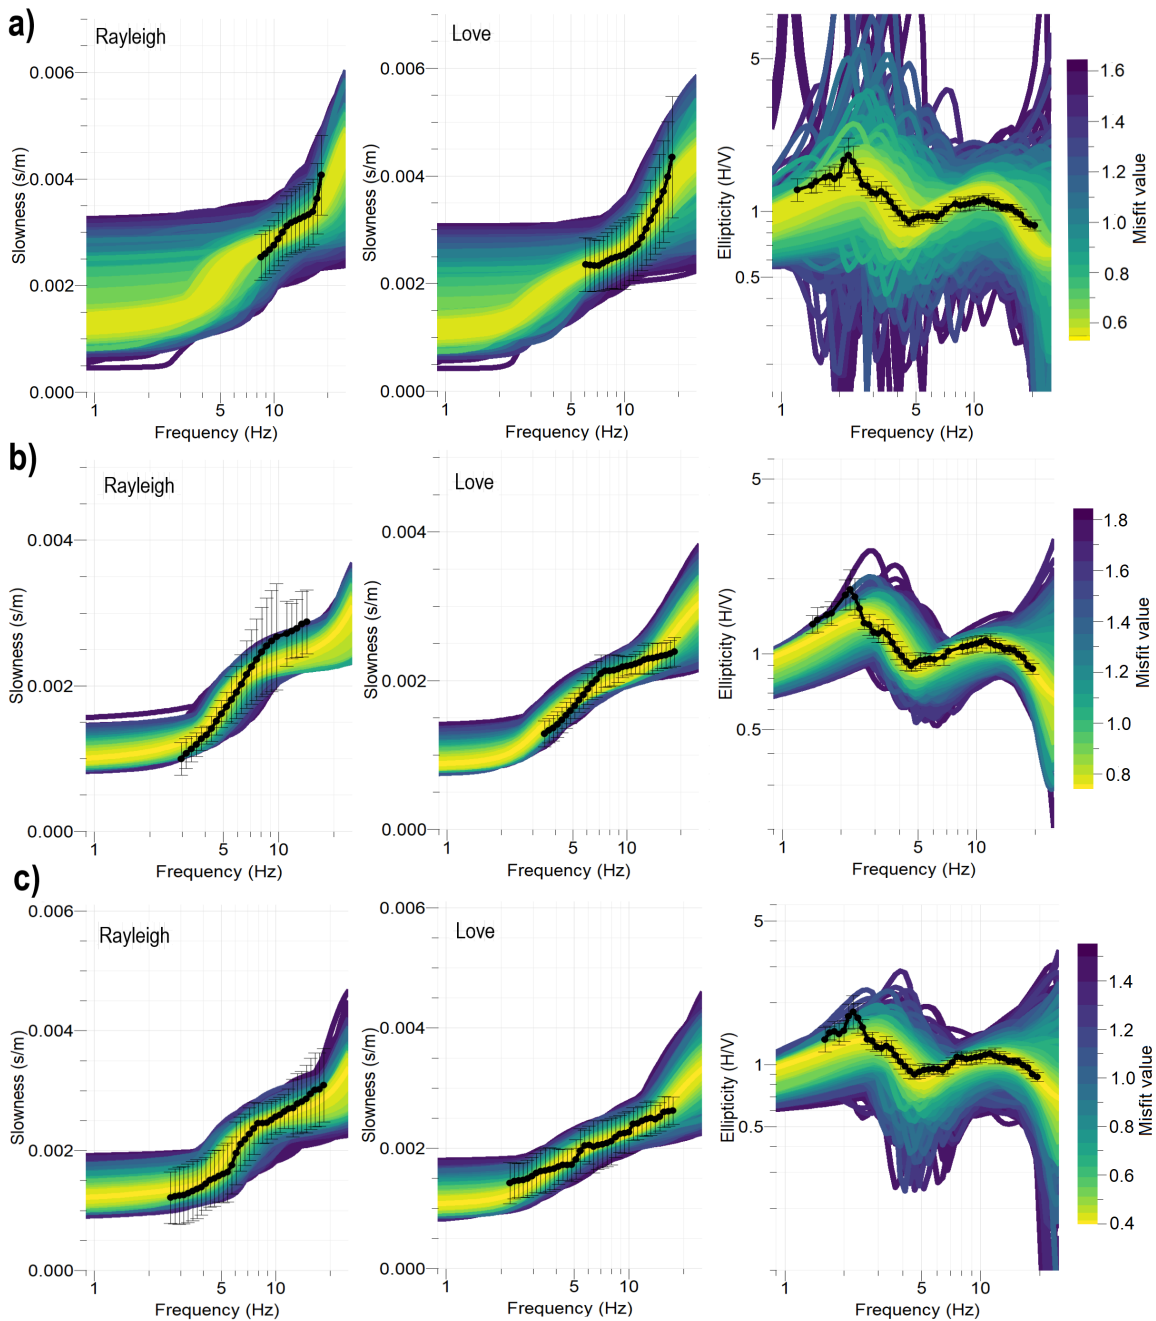 a)
Rayleigh
0.006
0.004
0.002
0.000
Slowness (s/m)
1 5 10
Frequency (Hz)
Love
0.006
0.004
0.002
0.000
Slowness (s/m)
1 5 10
Frequency (Hz)
5
1
0.5
Ellipticity (H/V)
1 5 10
Frequency (Hz)
1.6
1.4
1.2
1.0
0.8
0.6
Misfit value
b)
Rayleigh
0.004
0.002
0.000
Slowness (s/m)
1 5 10
Frequency (Hz)
Love
0.004
0.002
0.000
Slowness (s/m)
1 5 10
Frequency (Hz)
5
1
0.5
Ellipticity (H/V)
1 5 10
Frequency (Hz)
1.8
1.6
1.4
1.2
1.0
0.8
Misfit value
c)
Rayleigh
0.006
0.004
0.002
0.000
Slowness (s/m)
1 5 10
Frequency (Hz)
Love
0.006
0.004
0.002
0.000
Slowness (s/m)
1 5 10
Frequency (Hz)
5
1
0.5
Ellipticity (H/V)
1 5 10
Frequency (Hz)
1.4
1.2
1.0
0.8
0.6
0.4
Misfit value